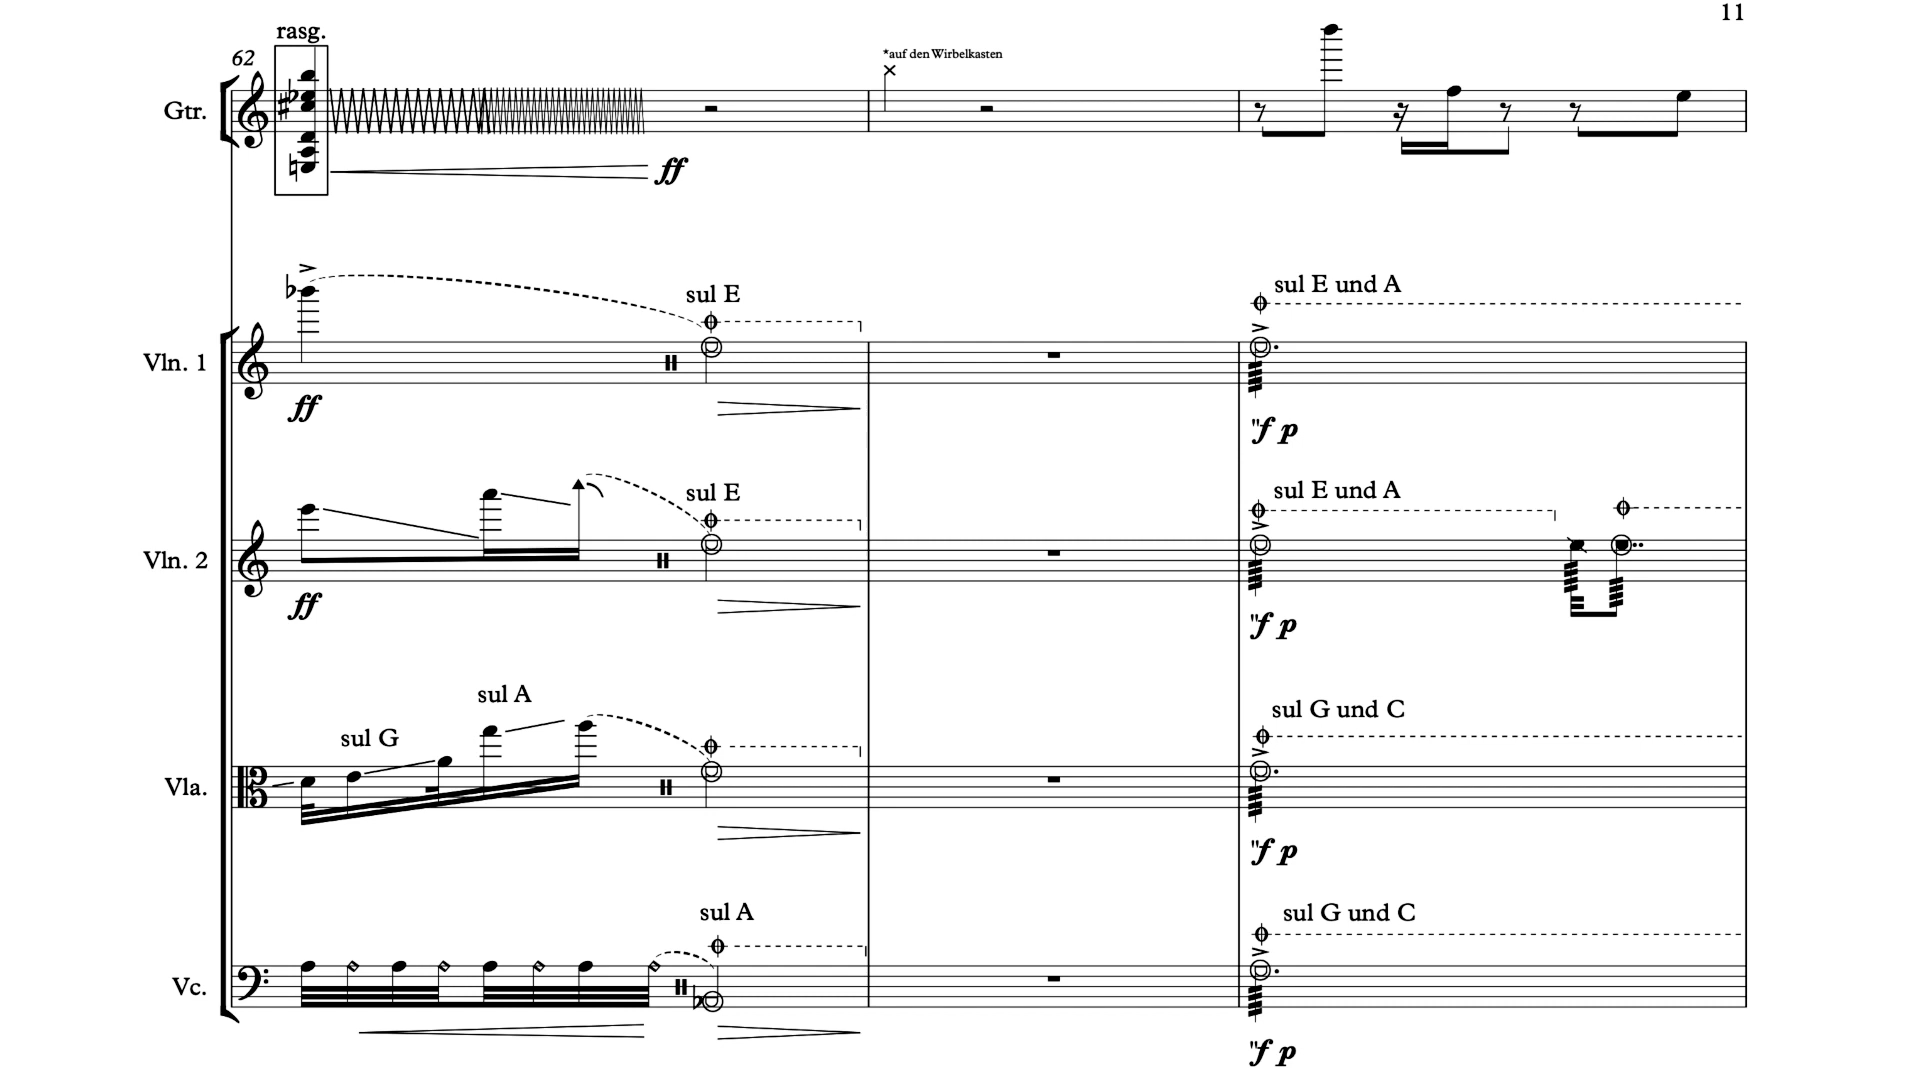 11
rasg.
62
*auf den Wirbelkasten
Gtr.
ff
sul E
sul E und A
Vln. 1
ff
"f p
sul E
sul E und A
Vln. 2
ff
"f p
sul A
sul G
sul G und C
Vla.
"f p
sul A
sul G und C
Vc.
"f p